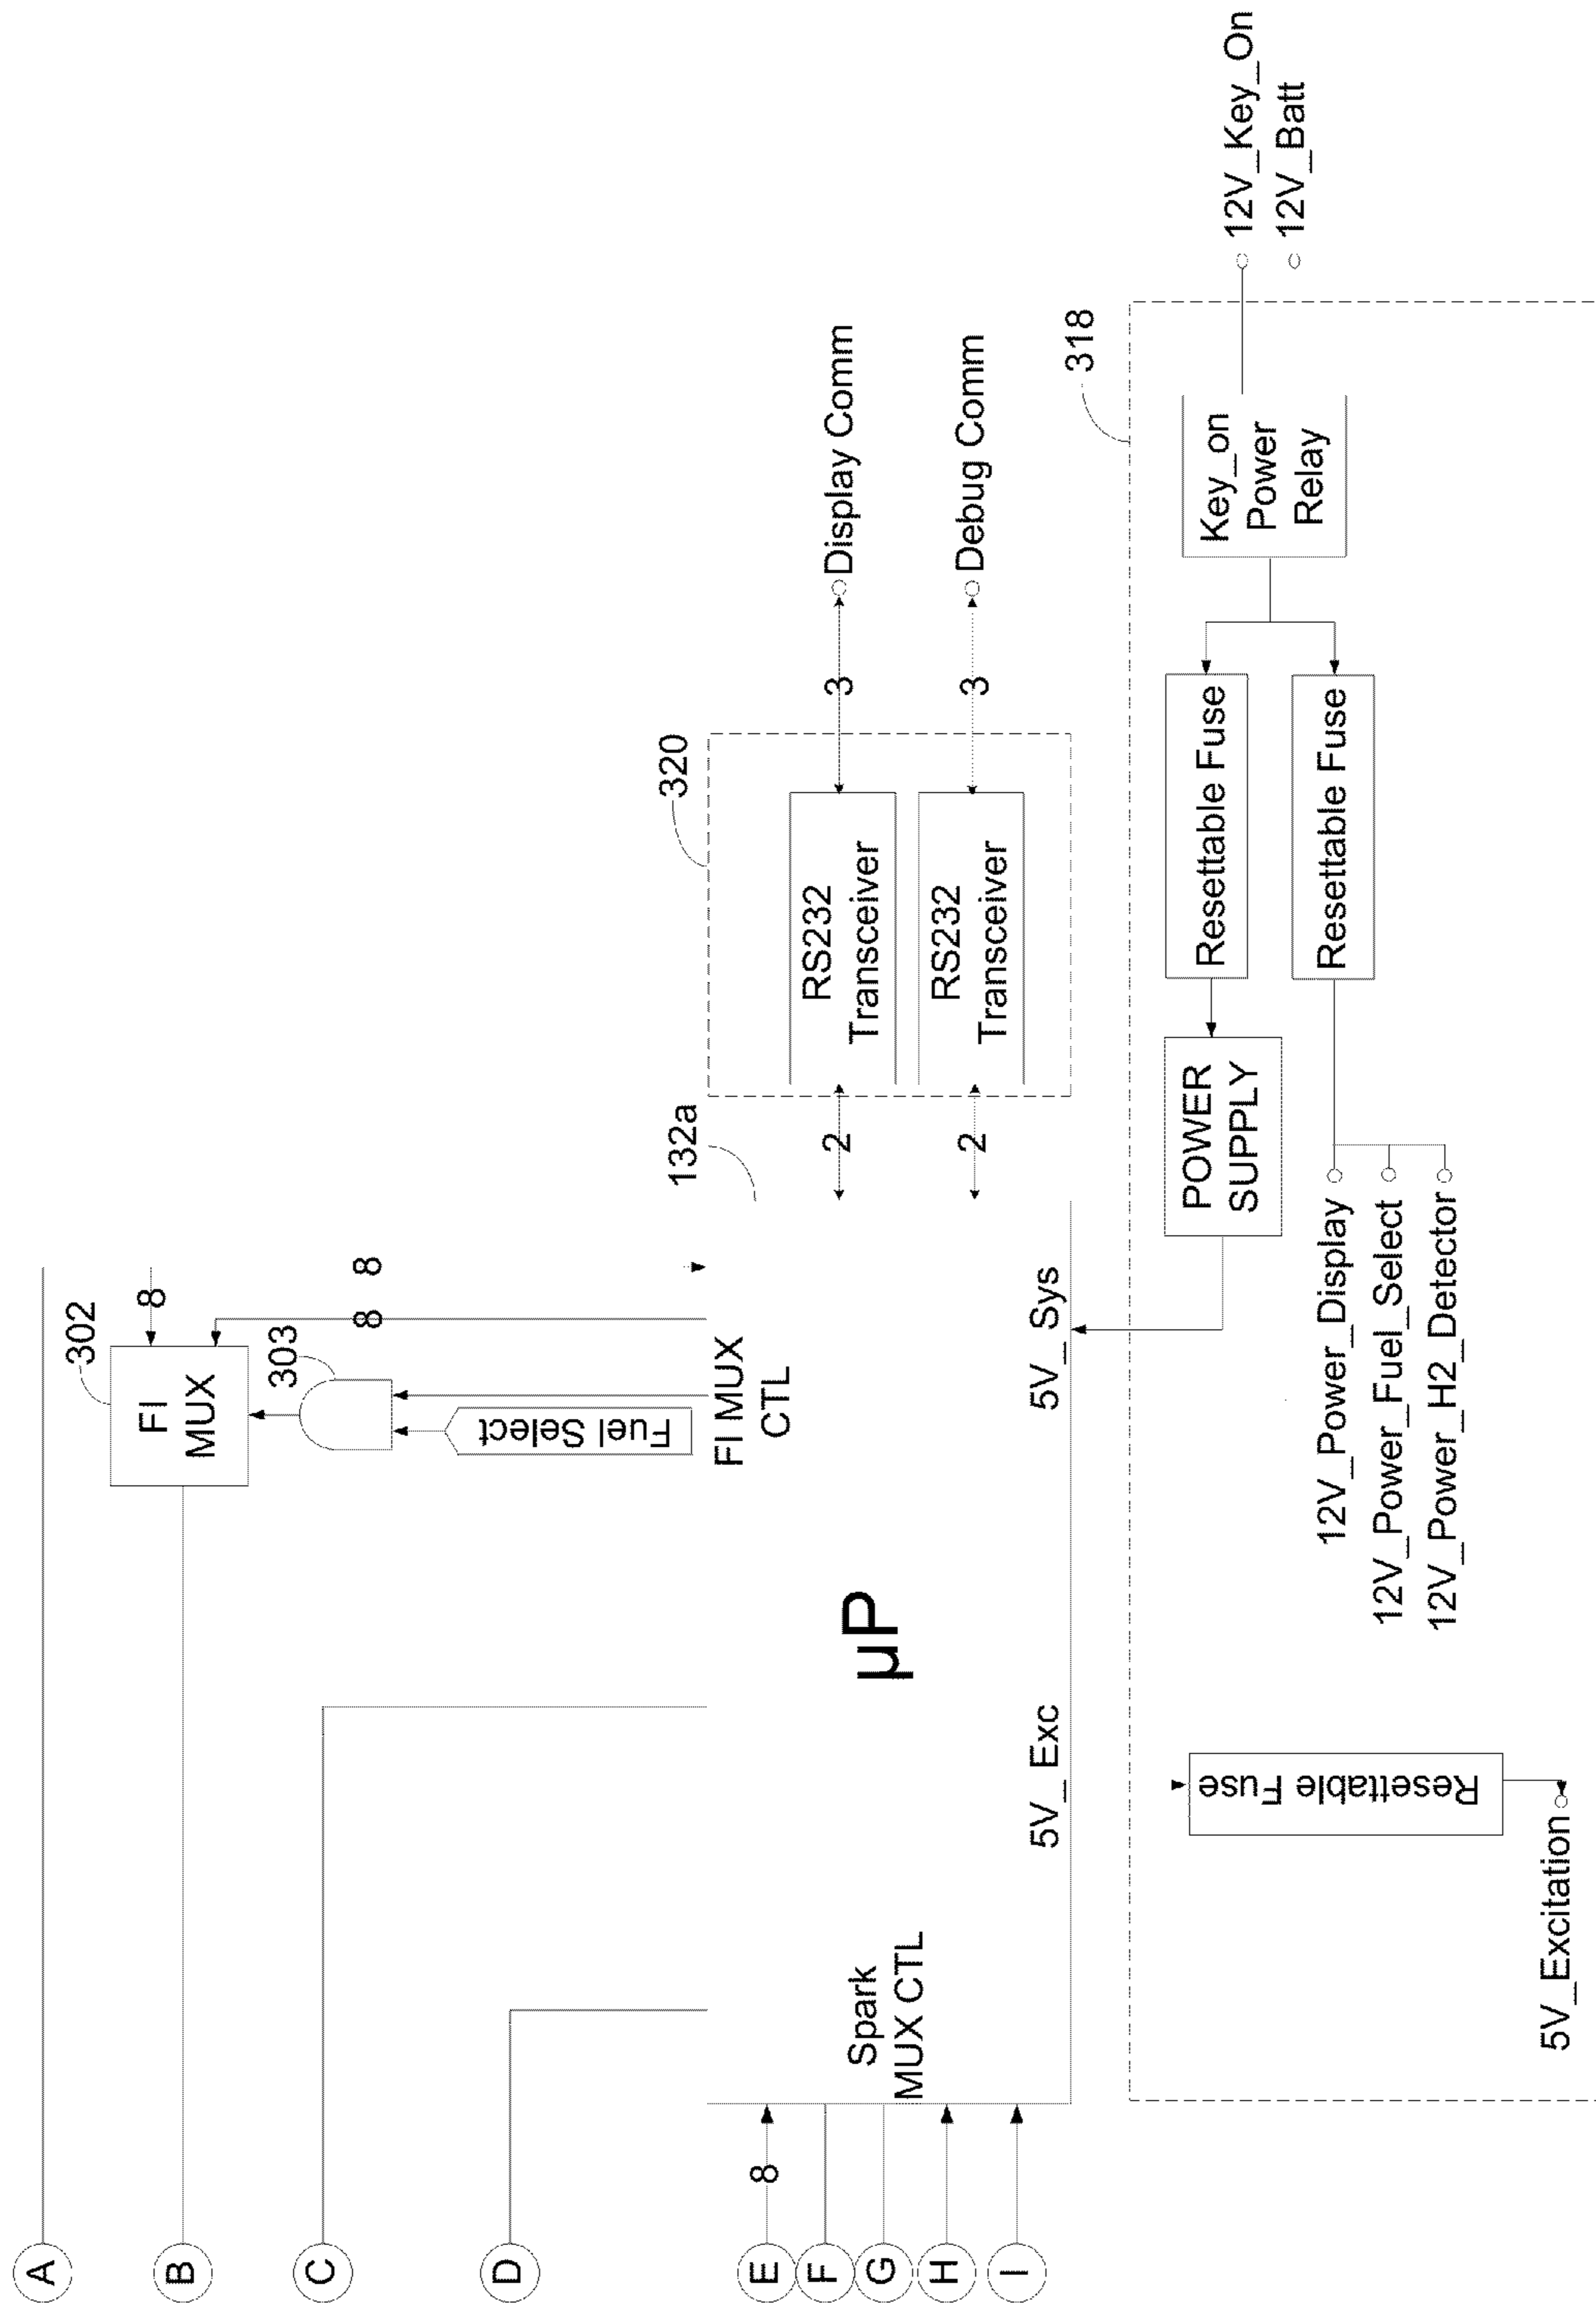 A
B
C
D
E
F
G
H
I
8
302
FI
MUX
8
303
8
8
Fuel Select
FI MUX
CTL
132a
µP
Spark
MUX CTL
5V_Exc
5V_Sys
2
2
320
RS232
Transceiver
RS232
Transceiver
3
3
Display Comm
Debug Comm
318
12V_Key_On
12V_Batt
Key_on
Power
Relay
Resettable Fuse
Resettable Fuse
POWER
SUPPLY
12V_Power_Display
12V_Power_Fuel_Select
12V_Power_H2_Detector
Resettable Fuse
5V_Excitation